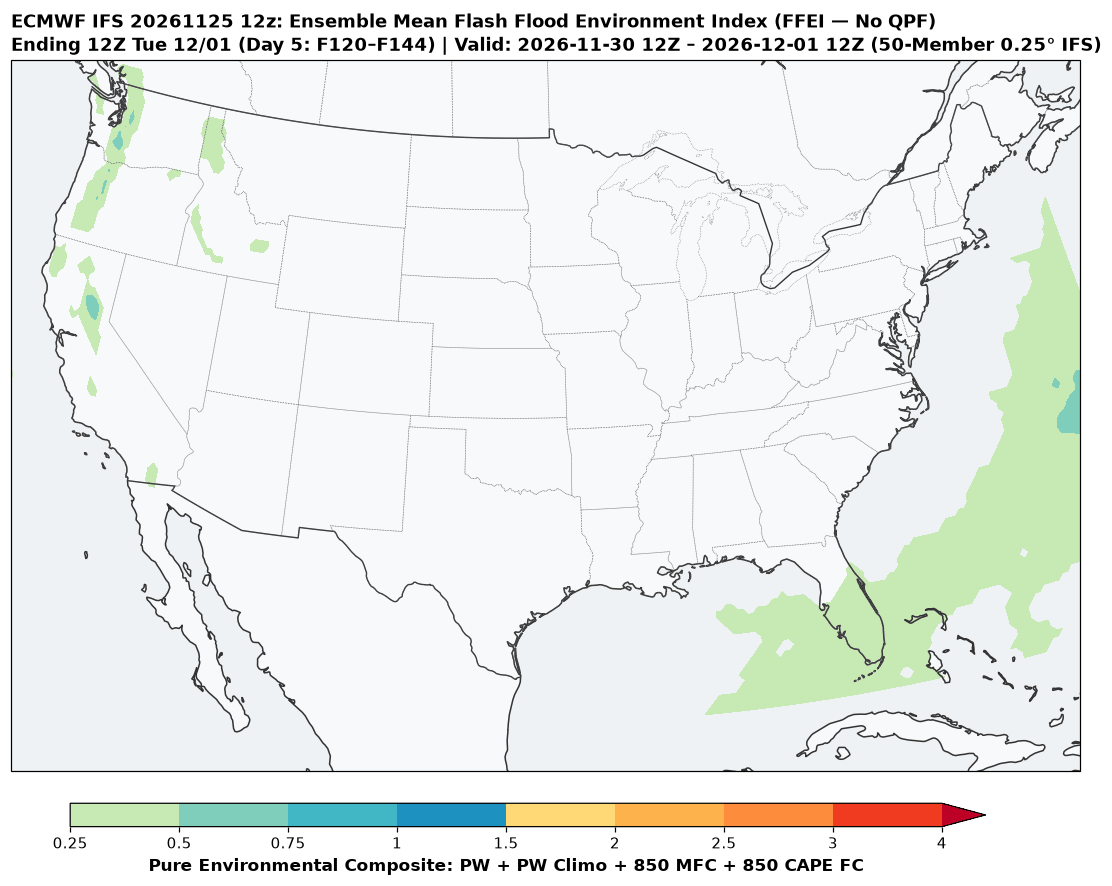 ECMWF IFS 20261125 12z: Ensemble Mean Flash Flood Environment Index (FFEI — No QPF)
Ending 12Z Tue 12/01 (Day 5: F120–F144) | Valid: 2026-11-30 12Z – 2026-12-01 12Z (50-Member 0.25° IFS)
0.25 0.5 0.75 1 1.5 2 2.5 3 4
Pure Environmental Composite: PW + PW Climo + 850 MFC + 850 CAPE FC